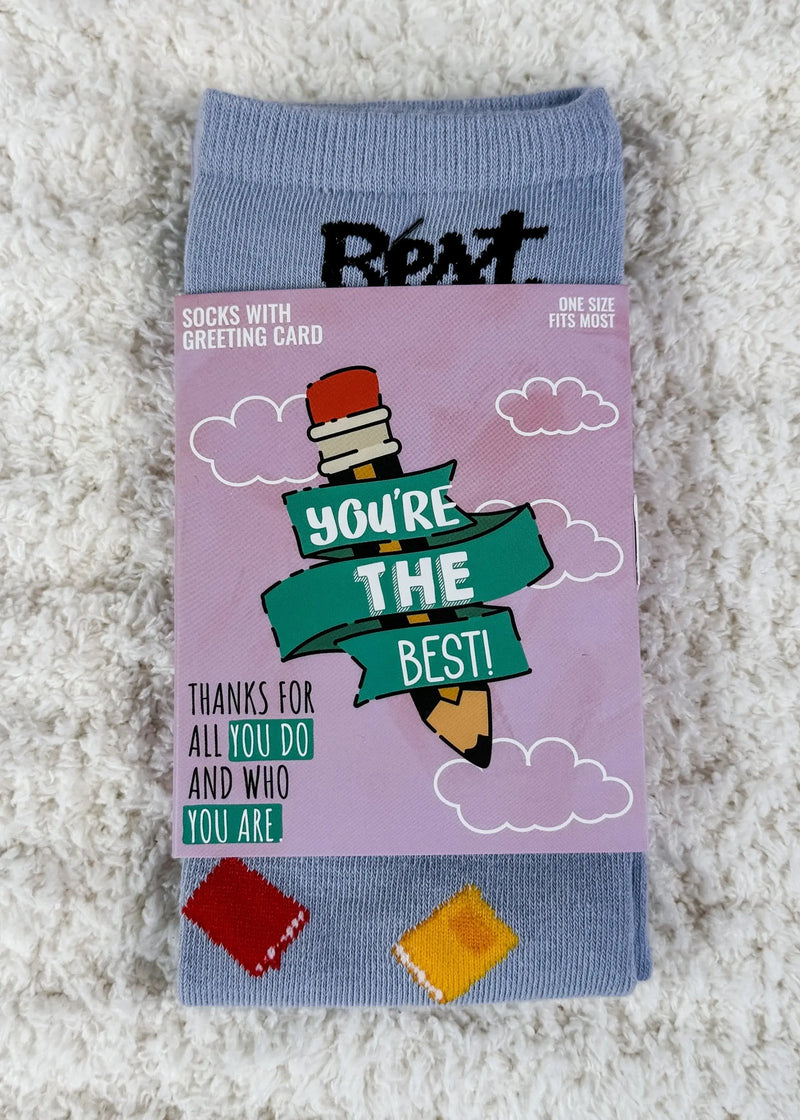 Best
SOCKS WITH
GREETING CARD
ONE SIZE
FITS MOST
YOU'RE
THE
BEST!
THANKS FOR
ALL YOU DO
AND WHO
YOU ARE.